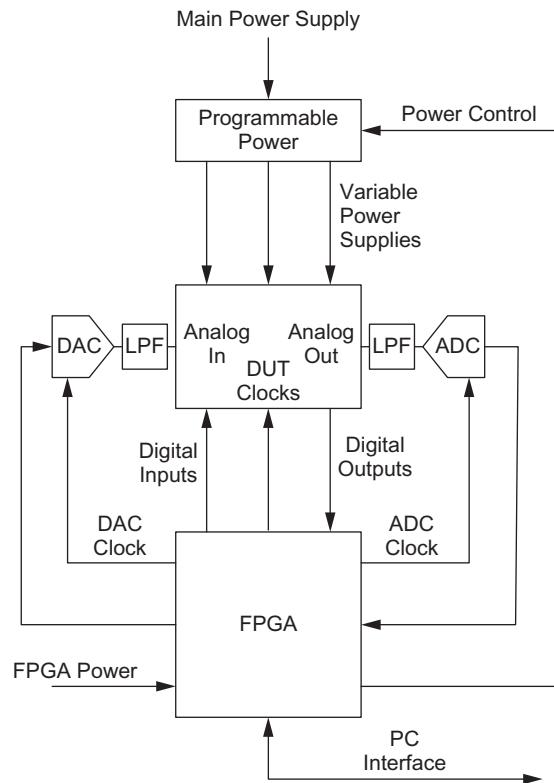 Main Power Supply
Programmable
Power
Power Control
Variable
Power
Supplies
DAC
LPF
Analog
In
Analog
Out
LPF
ADC
DUT
Clocks
Digital
Inputs
Digital
Outputs
DAC
Clock
ADC
Clock
FPGA
FPGA Power
PC
Interface